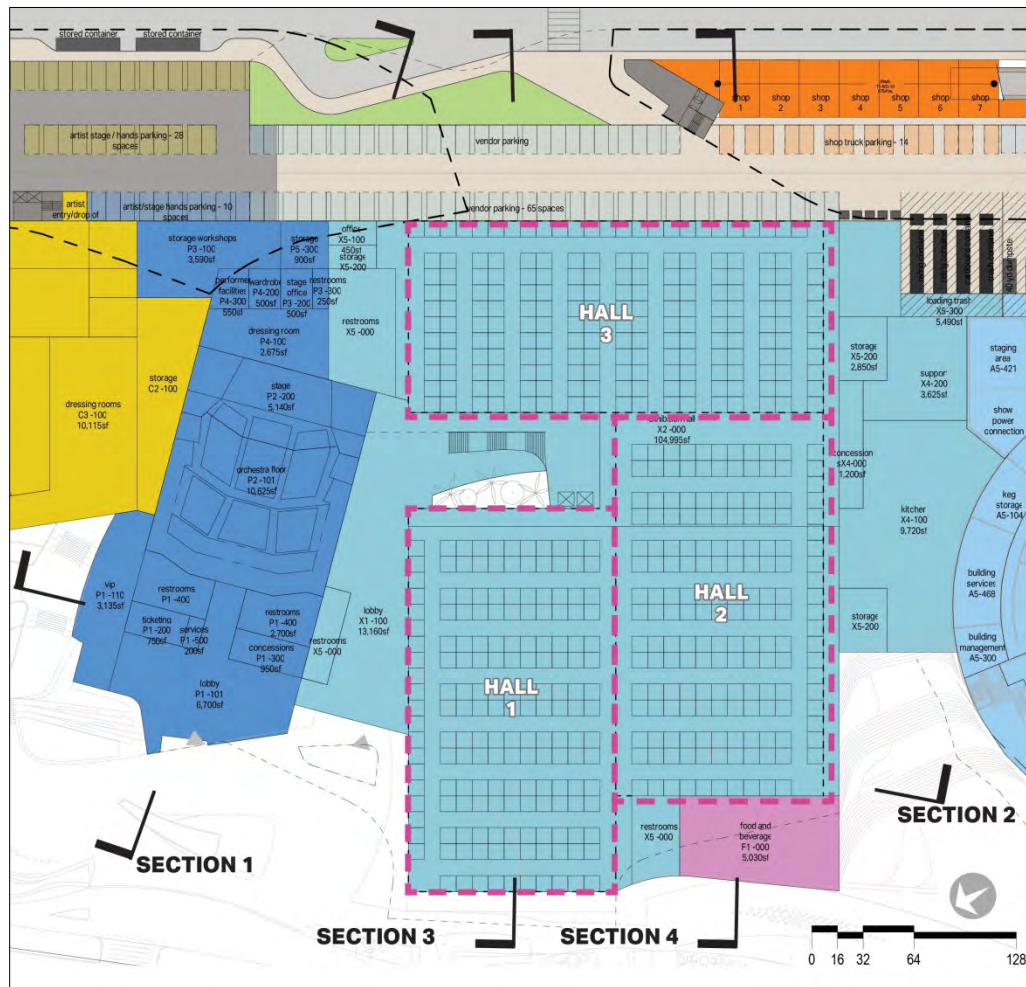 stored container
stored container
shop
1
shop
2
shop
3
shop
4
shop
5
shop
6
shop
7
artist stage / hands parking - 28
spaces
vendor parking
shop truck parking - 14
artist
entry/drop of
artist/stage hands parking - 10
spaces
vendor parking - 65 spaces
storage workshops
P3 -100
3,590sf
storage
P5 -300
900sf
office
X5-100
450sf
storage
X5-200
performer
facilities
P4-300
550sf
wardrobe
P4-200
500sf
stage
office
P3 -200
500sf
restrooms
P3 -300
250sf
restrooms
X5 -000
HALL
3
loading trash
X5-300
5,490sf
dressing room
P4-100
2,675sf
storage
X5-200
2,850sf
support
X4-200
3,625sf
staging
area
A5-421
show
power
connection
storage
C2 -100
dressing rooms
C3 -100
10,115sf
stage
P2 -200
5,140sf
X2 -000
104,995sf
orchestra floor
P2 -101
10,625sf
concession
sX4-000
1,200sf
kitcher
X4-100
9,720sf
keg
storage
A5-104/
building
services
A5-468
building
management
A5-300
vip
P1 -110
3,135sf
restrooms
P1 -400
ticketing
P1 -200
750sf
services
P1 -500
200sf
restrooms
P1 -400
2,700sf
concessions
P1 -300
950sf
restrooms
X5 -000
lobby
X1 -100
13,160sf
HALL
2
storage
X5-200
lobby
P1 -101
6,700sf
HALL
1
restrooms
X5 -000
food and
beverage
F1 -000
5,030sf
SECTION 1
SECTION 2
SECTION 3
SECTION 4
0 16 32 64 128